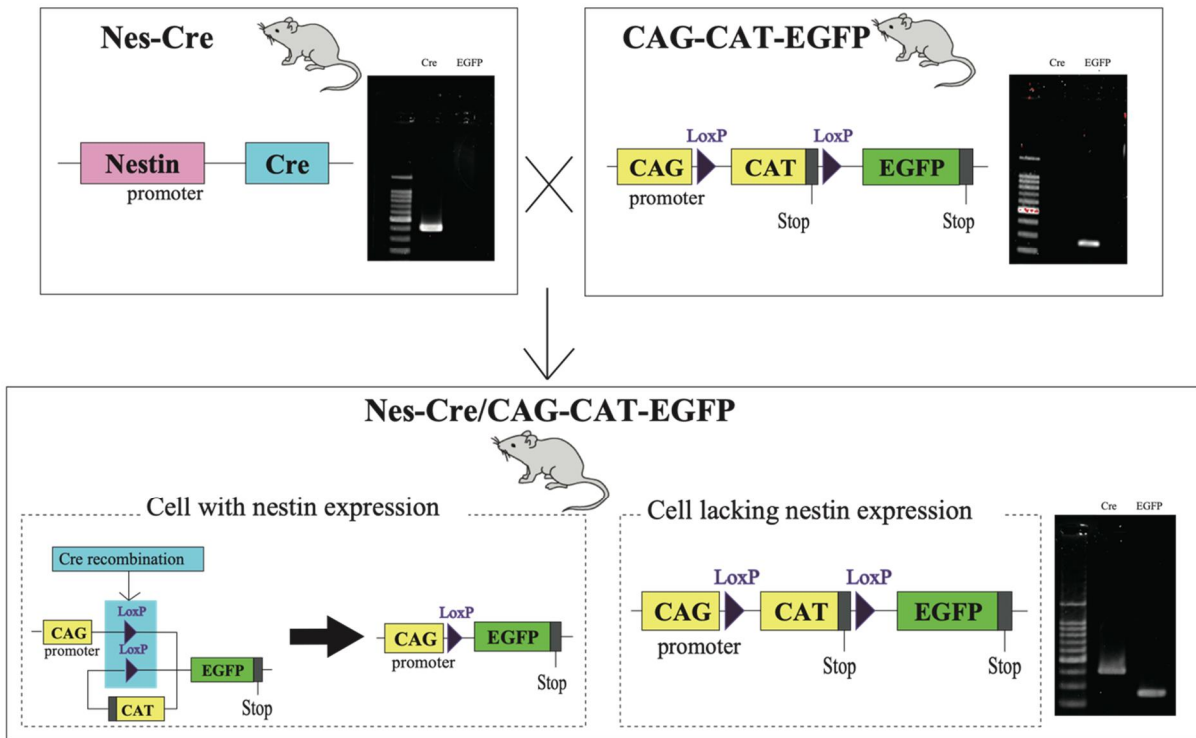 Nes-Cre
Cre EGFP
Nestin
promoter
Cre
CAG-CAT-EGFP
Cre EGFP
LoxP LoxP
CAG CAT EGFP
promoter
Stop Stop
Nes-Cre/CAG-CAT-EGFP
Cell with nestin expression
Cre recombination
LoxP
CAG
promoter
LoxP
EGFP
CAT
Stop
LoxP
CAG EGFP
promoter
Stop
Cell lacking nestin expression
LoxP LoxP
CAG CAT EGFP
promoter
Stop Stop
Cre EGFP